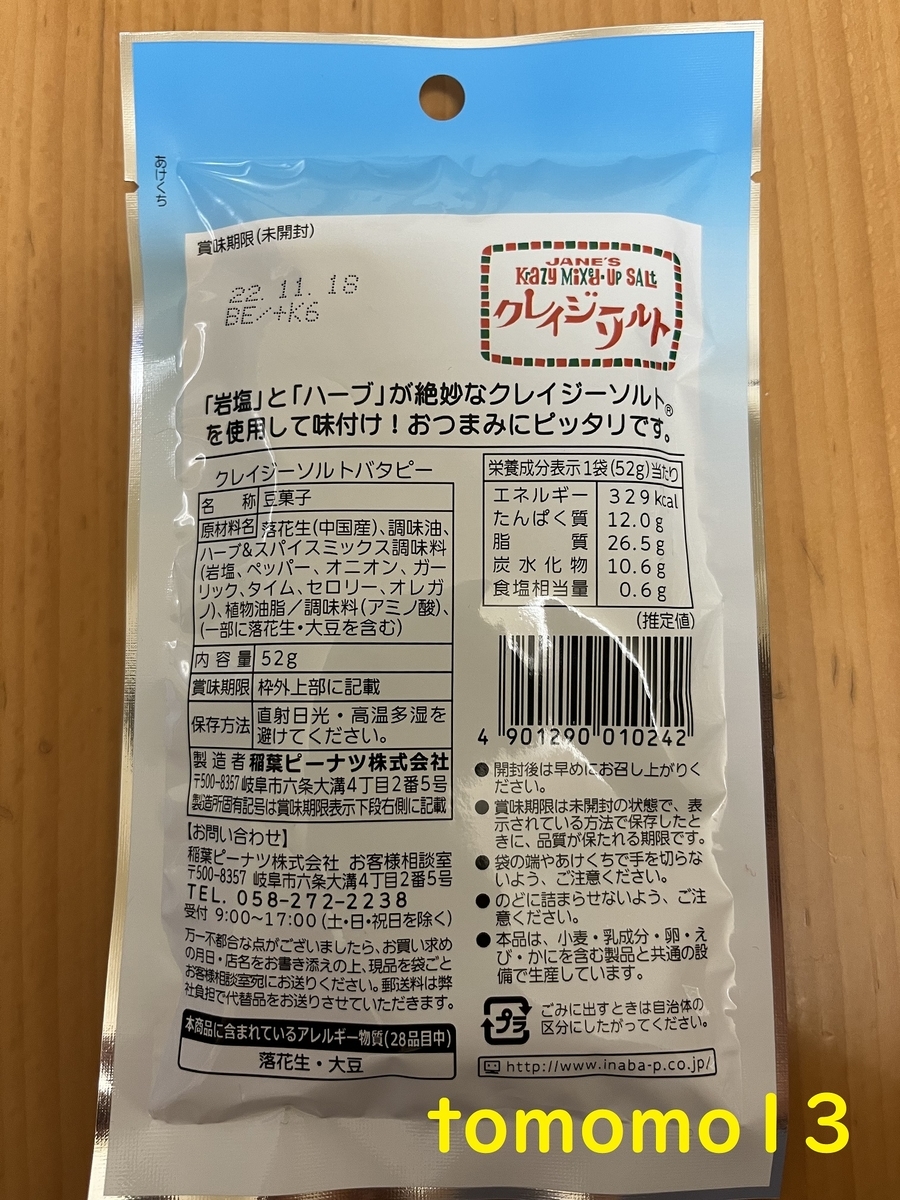 あけくち
賞味期限(未開封)
22. 11. 18
BE/+K6
JANE'S
KRAZY MIXED-UP SALT
クレイジーソルト
「岩塩」と「ハーブ」が絶妙なクレイジーソルト®
を使用して味付け！おつまみにピッタリです。
クレイジーソルトバタピー
名 称 豆菓子
原材料名 落花生(中国産)、調味油、
ハーブ&スパイスミックス調味料
(岩塩、ペッパー、オニオン、ガー
リック、タイム、セロリー、オレガ
ノ)、植物油脂／調味料(アミノ酸)、
(一部に落花生・大豆を含む)
内容量 52g
賞味期限 枠外上部に記載
保存方法 直射日光・高温多湿を
避けてください。
製造者 稲葉ピーナツ株式会社
〒500-8357 岐阜市六条大溝4丁目2番5号
製造所固有記号は賞味期限表示下段右側に記載
【お問い合わせ】
稲葉ピーナツ株式会社 お客様相談室
〒500-8357 岐阜市六条大溝4丁目2番5号
TEL. 058-272-2238
受付 9:00~17:00(土・日・祝日を除く)
万一不都合な点がございましたら、お買い求め
の月日・店名をお書き添えの上、現品を袋ごと
お客様相談室宛にお送りください。郵送料は弊
社負担で代替品をお送りさせていただきます。
本商品に含まれているアレルギー物質(28品目中)
落花生・大豆
栄養成分表示 1袋(52g)当たり
エネルギー 329kcal
たんぱく質 12.0g
脂 質 26.5g
炭水化物 10.6g
食塩相当量 0.6g
(推定値)
4 901290 010242
●開封後は早めにお召し上がりく
ださい。
●賞味期限は未開封の状態で、表
示されている方法で保存したと
きに、品質が保たれる期限です。
●袋の端やあけくちで手を切らな
いよう、ご注意ください。
●のどに詰まらせないよう、ご注
意ください。
●本品は、小麦・乳成分・卵・え
び・かにを含む製品と共通の設
備で生産しています。
プラ
ごみに出すときは自治体の
区分にしたがってください。
http://www.inaba-p.co.jp/
tomomo13